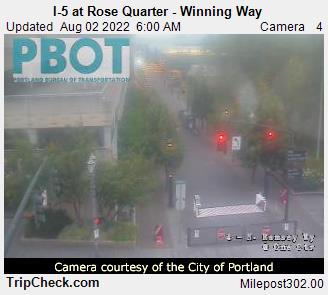 I-5 at Rose Quarter - Winning Way
Updated Aug 02 2022 6:00 AM Camera 4
PBOT
PORTLAND BUREAU OF TRANSPORTATION
Camera courtesy of the City of Portland
TripCheck.com Milepost302.00